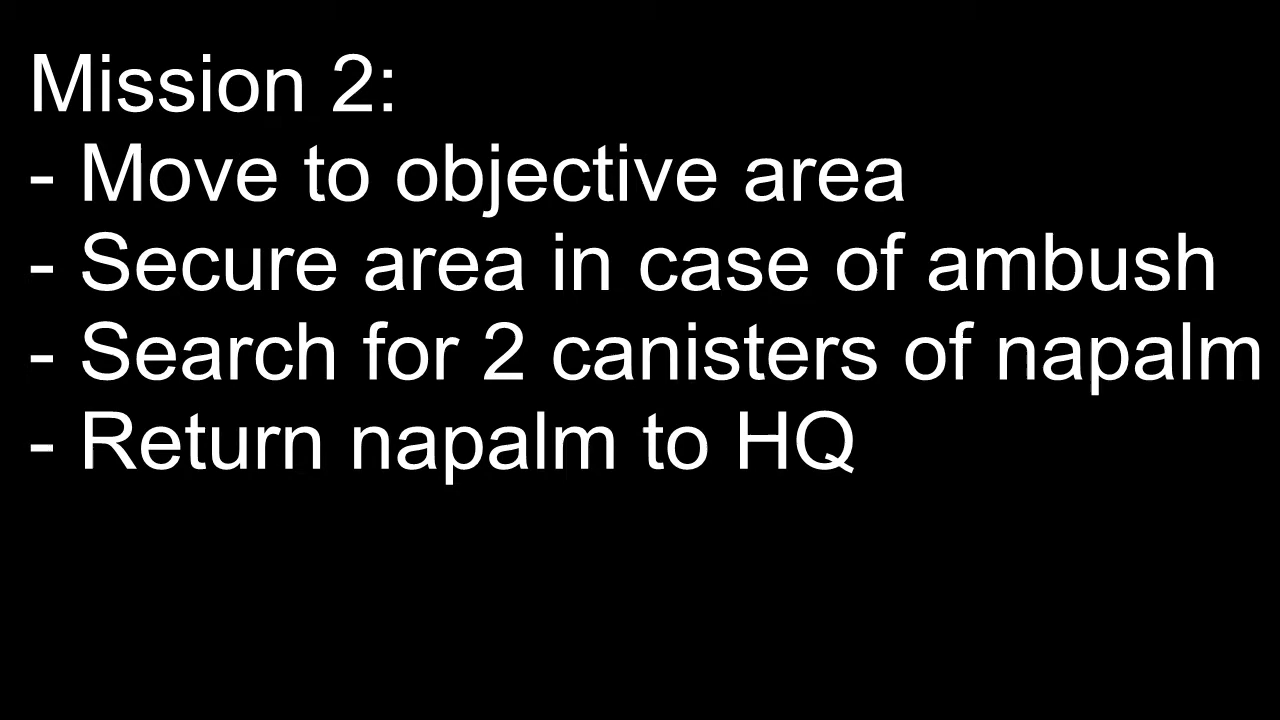 Mission 2:
- Move to objective area
- Secure area in case of ambush
- Search for 2 canisters of napalm
- Return napalm to HQ